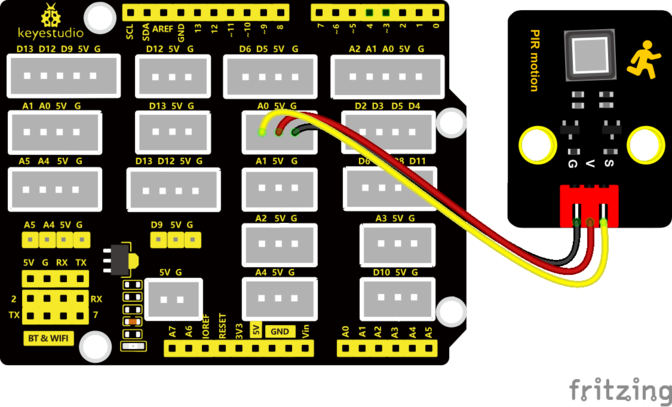 SCL
SDA
AREF
GND
13
12
~11
~10
~9
8
7
~6
~5
4
~3
2
1
0
keyestudio
D13 D12 D9 5V G
D12 5V G
D6 D5 5V G
A2 A1 A0 5V G
A1 A0 5V G
D13 5V G
A0 5V G
D2 D3 D5 D4
A5 A4 5V G
D13 D12 5V G
A1 5V G
D11
A5 A4 5V G
D9 5V G
A2 5V G
A3 5V G
5V G RX TX
5V G
A4 5V G
D10 5V G
2
RX
TX
7
BT & WIFI
A7
A6
IOREF
RESET
3V3
5V
GND
Vin
A0
A1
A2
A3
A4
A5
PIR motion
G
V
S
fritzing